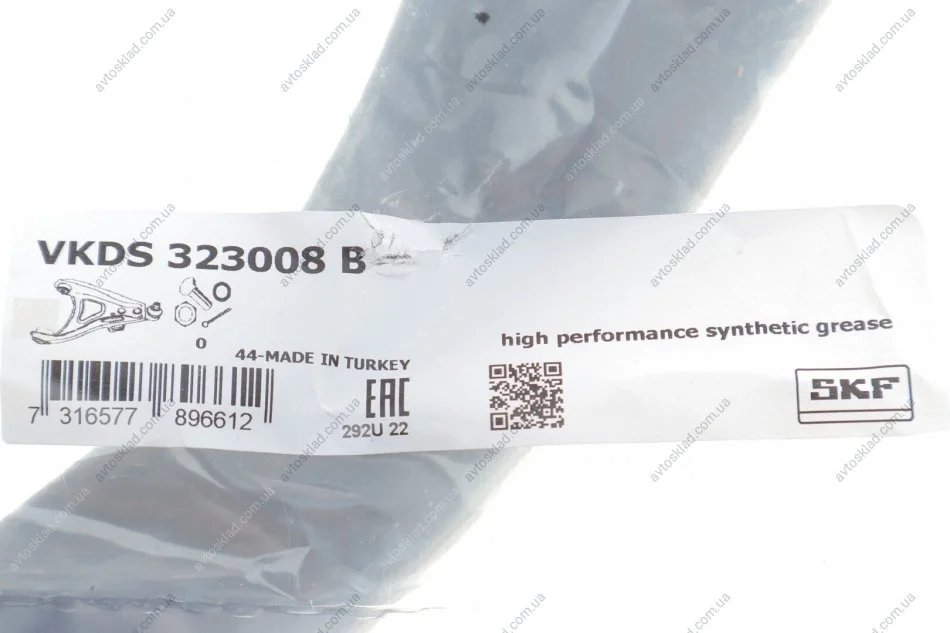 VKDS 323008 B
0
44-MADE IN TURKEY
7 316577 896612
EAC
292U 22
high performance synthetic grease
SKF
avtosklad.com.ua